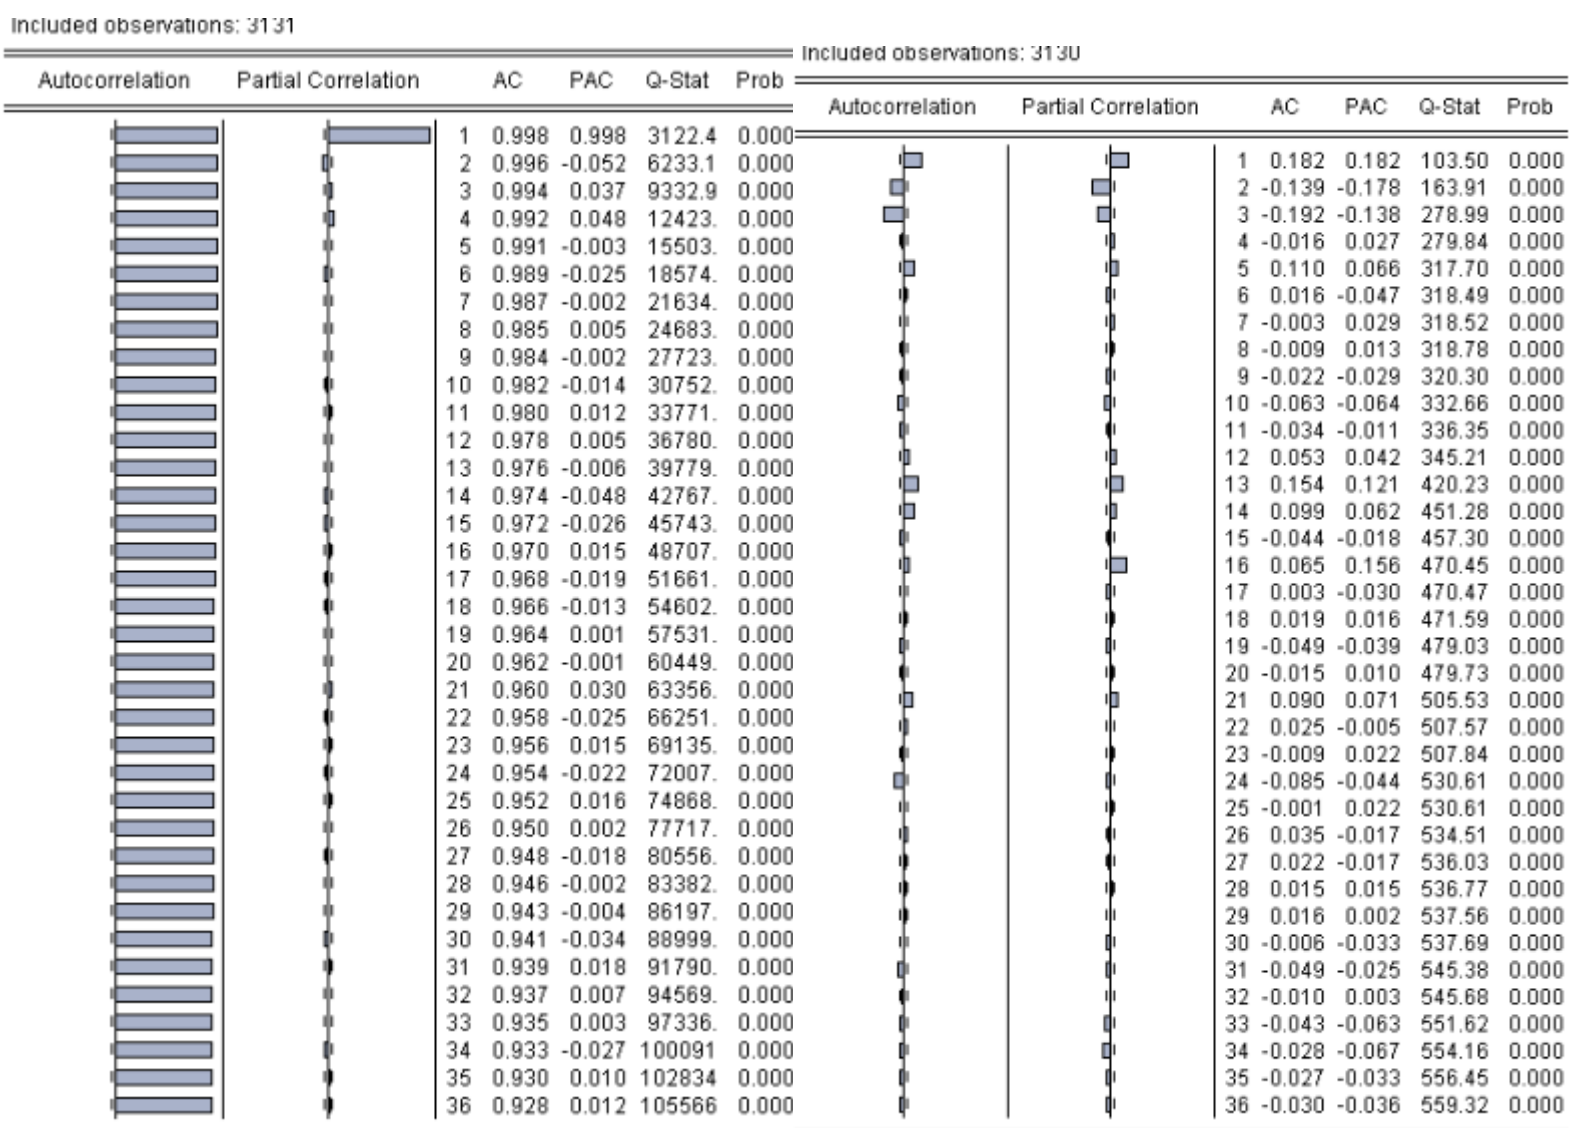 Included observations: 3131
Autocorrelation Partial Correlation AC PAC Q-Stat Prob
1 0.998 0.998 3122.4 0.000
2 0.996 -0.052 6233.1 0.000
3 0.994 0.037 9332.9 0.000
4 0.992 0.048 12423. 0.000
5 0.991 -0.003 15503. 0.000
6 0.989 -0.025 18574. 0.000
7 0.987 -0.002 21634. 0.000
8 0.985 0.005 24683. 0.000
9 0.984 -0.002 27723. 0.000
10 0.982 -0.014 30752. 0.000
11 0.980 0.012 33771. 0.000
12 0.978 0.005 36780. 0.000
13 0.976 -0.006 39779. 0.000
14 0.974 -0.048 42767. 0.000
15 0.972 -0.026 45743. 0.000
16 0.970 0.015 48707. 0.000
17 0.968 -0.019 51661. 0.000
18 0.966 -0.013 54602. 0.000
19 0.964 0.001 57531. 0.000
20 0.962 -0.001 60449. 0.000
21 0.960 0.030 63356. 0.000
22 0.958 -0.025 66251. 0.000
23 0.956 0.015 69135. 0.000
24 0.954 -0.022 72007. 0.000
25 0.952 0.016 74868. 0.000
26 0.950 0.002 77717. 0.000
27 0.948 -0.018 80556. 0.000
28 0.946 -0.002 83382. 0.000
29 0.943 -0.004 86197. 0.000
30 0.941 -0.034 88999. 0.000
31 0.939 0.018 91790. 0.000
32 0.937 0.007 94569. 0.000
33 0.935 0.003 97336. 0.000
34 0.933 -0.027 100091 0.000
35 0.930 0.010 102834 0.000
36 0.928 0.012 105566 0.000
Included observations: 3130
Autocorrelation Partial Correlation AC PAC Q-Stat Prob
1 0.182 0.182 103.50 0.000
2 -0.139 -0.178 163.91 0.000
3 -0.192 -0.138 278.99 0.000
4 -0.016 0.027 279.84 0.000
5 0.110 0.066 317.70 0.000
6 0.016 -0.047 318.49 0.000
7 -0.003 0.029 318.52 0.000
8 -0.009 0.013 318.78 0.000
9 -0.022 -0.029 320.30 0.000
10 -0.063 -0.064 332.66 0.000
11 -0.034 -0.011 336.35 0.000
12 0.053 0.042 345.21 0.000
13 0.154 0.121 420.23 0.000
14 0.099 0.062 451.28 0.000
15 -0.044 -0.018 457.30 0.000
16 0.065 0.156 470.45 0.000
17 0.003 -0.030 470.47 0.000
18 0.019 0.016 471.59 0.000
19 -0.049 -0.039 479.03 0.000
20 -0.015 0.010 479.73 0.000
21 0.090 0.071 505.53 0.000
22 0.025 -0.005 507.57 0.000
23 -0.009 0.022 507.84 0.000
24 -0.085 -0.044 530.61 0.000
25 -0.001 0.022 530.61 0.000
26 0.035 -0.017 534.51 0.000
27 0.022 -0.017 536.03 0.000
28 0.015 0.015 536.77 0.000
29 0.016 0.002 537.56 0.000
30 -0.006 -0.033 537.69 0.000
31 -0.049 -0.025 545.38 0.000
32 -0.010 0.003 545.68 0.000
33 -0.043 -0.063 551.62 0.000
34 -0.028 -0.067 554.16 0.000
35 -0.027 -0.033 556.45 0.000
36 -0.030 -0.036 559.32 0.000